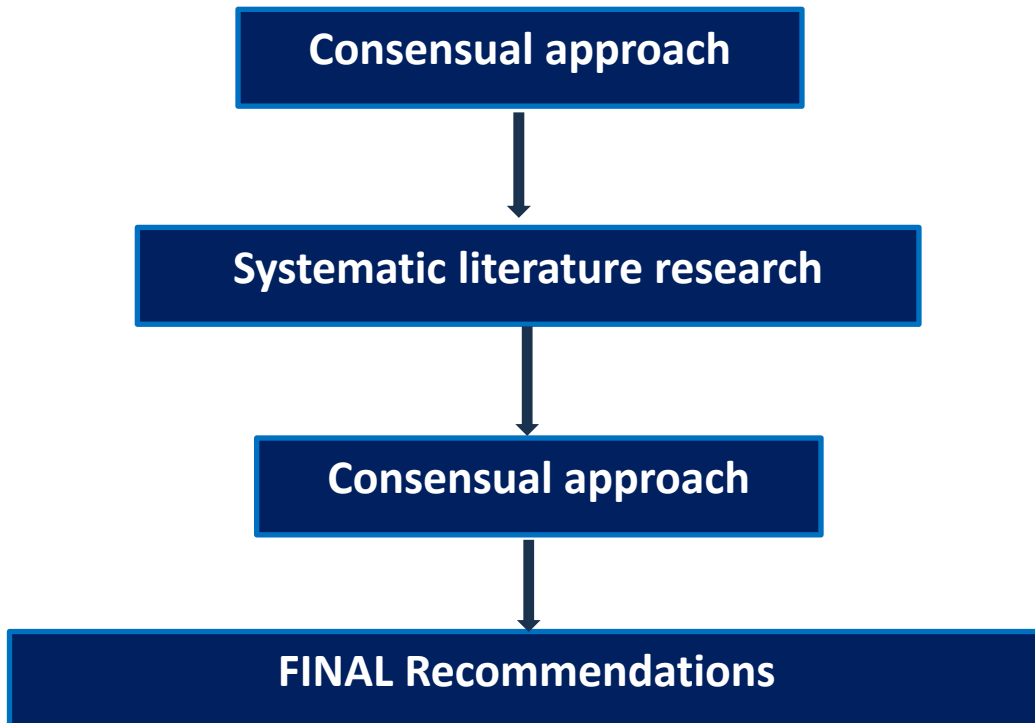 Consensual approach
Systematic literature research
Consensual approach
FINAL Recommendations